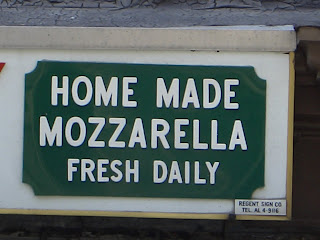 HOME MADE
MOZZARELLA
FRESH DAILY
REGENT SIGN CO.
TEL. AL 4-9116